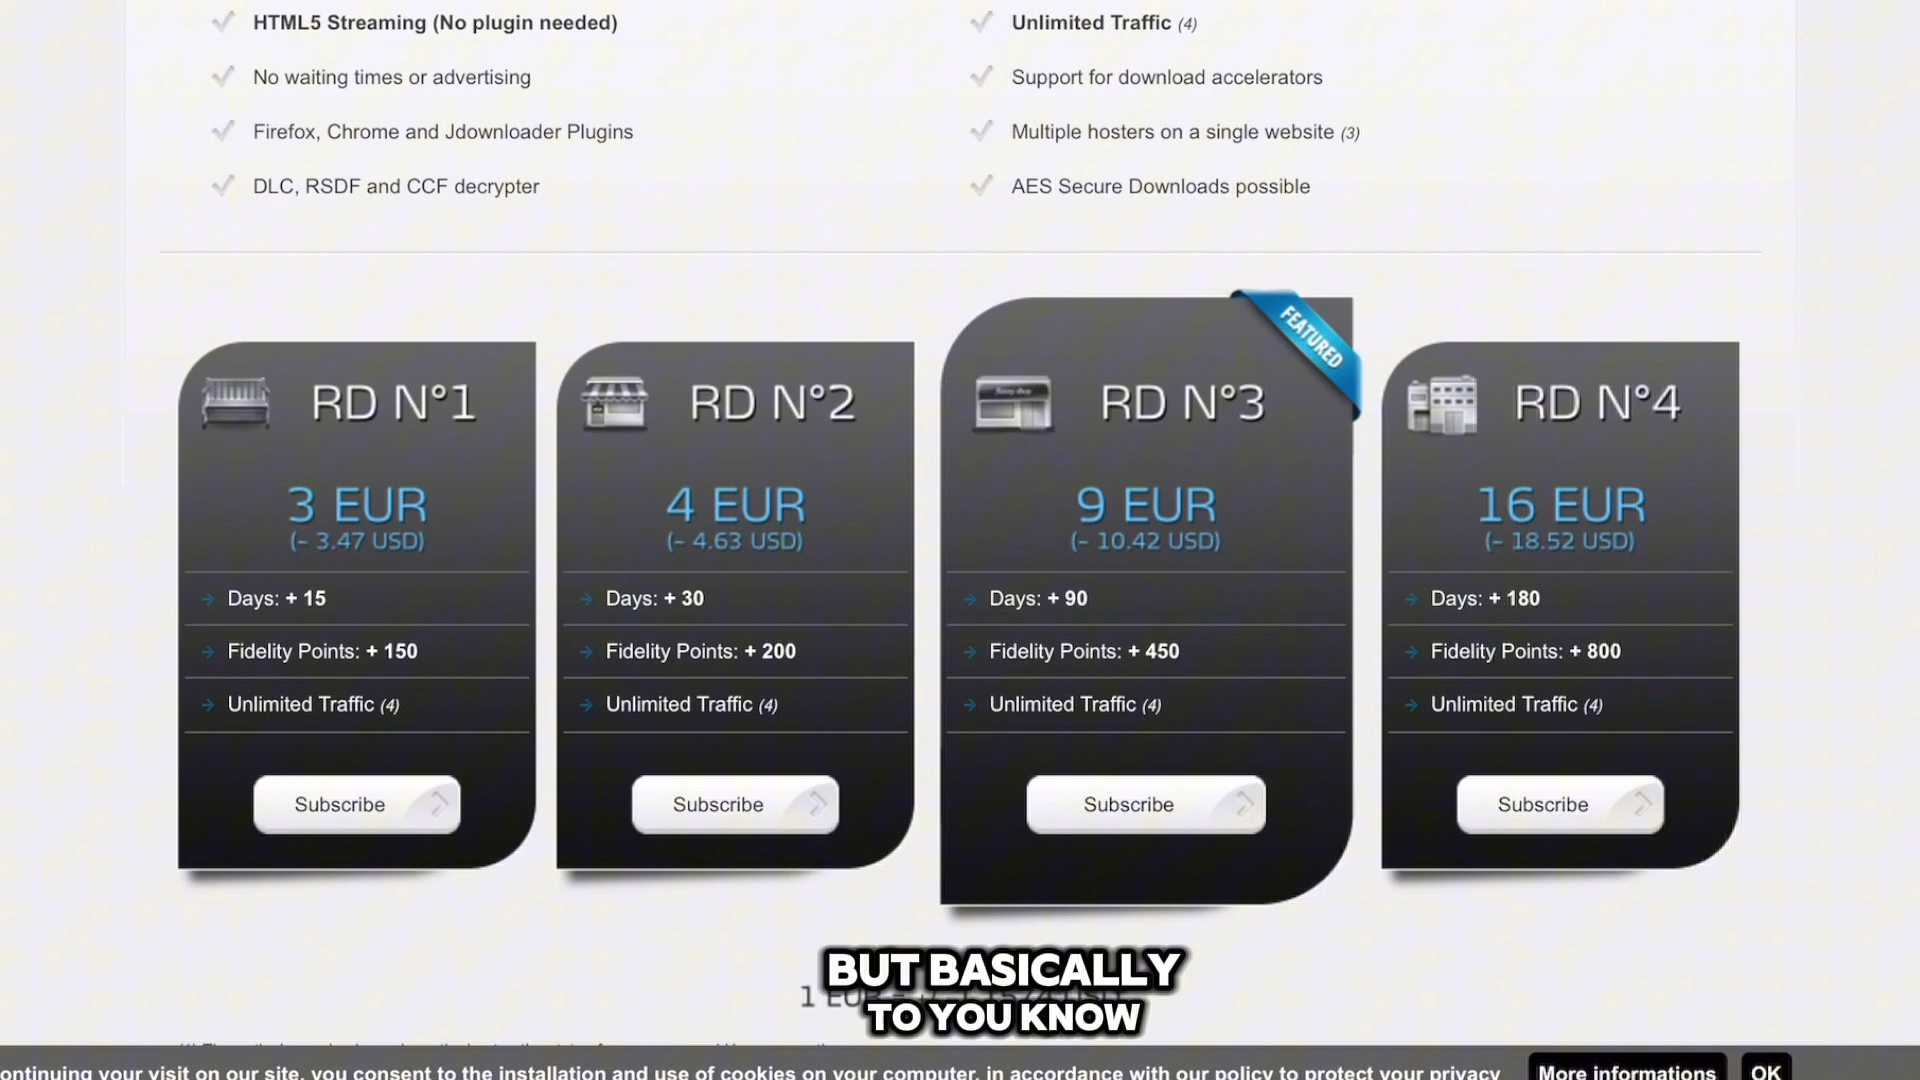 HTML5 Streaming (No plugin needed)
No waiting times or advertising
Firefox, Chrome and Jdownloader Plugins
DLC, RSDF and CCF decrypter
Unlimited Traffic (4)
Support for download accelerators
Multiple hosters on a single website (3)
AES Secure Downloads possible
RD N°1
3 EUR
(~ 3.47 USD)
Days: + 15
Fidelity Points: + 150
Unlimited Traffic (4)
Subscribe
RD N°2
4 EUR
(~ 4.63 USD)
Days: + 30
Fidelity Points: + 200
Unlimited Traffic (4)
Subscribe
FEATURED
RD N°3
9 EUR
(~ 10.42 USD)
Days: + 90
Fidelity Points: + 450
Unlimited Traffic (4)
Subscribe
RD N°4
16 EUR
(~ 18.52 USD)
Days: + 180
Fidelity Points: + 800
Unlimited Traffic (4)
Subscribe
BUT BASICALLY
1 EUR
TO YOU KNOW
ontinuing your visit on our site, you consent to the installation and use of cookies on your computer, in accordance with our policy to protect your privacy
More informations
OK